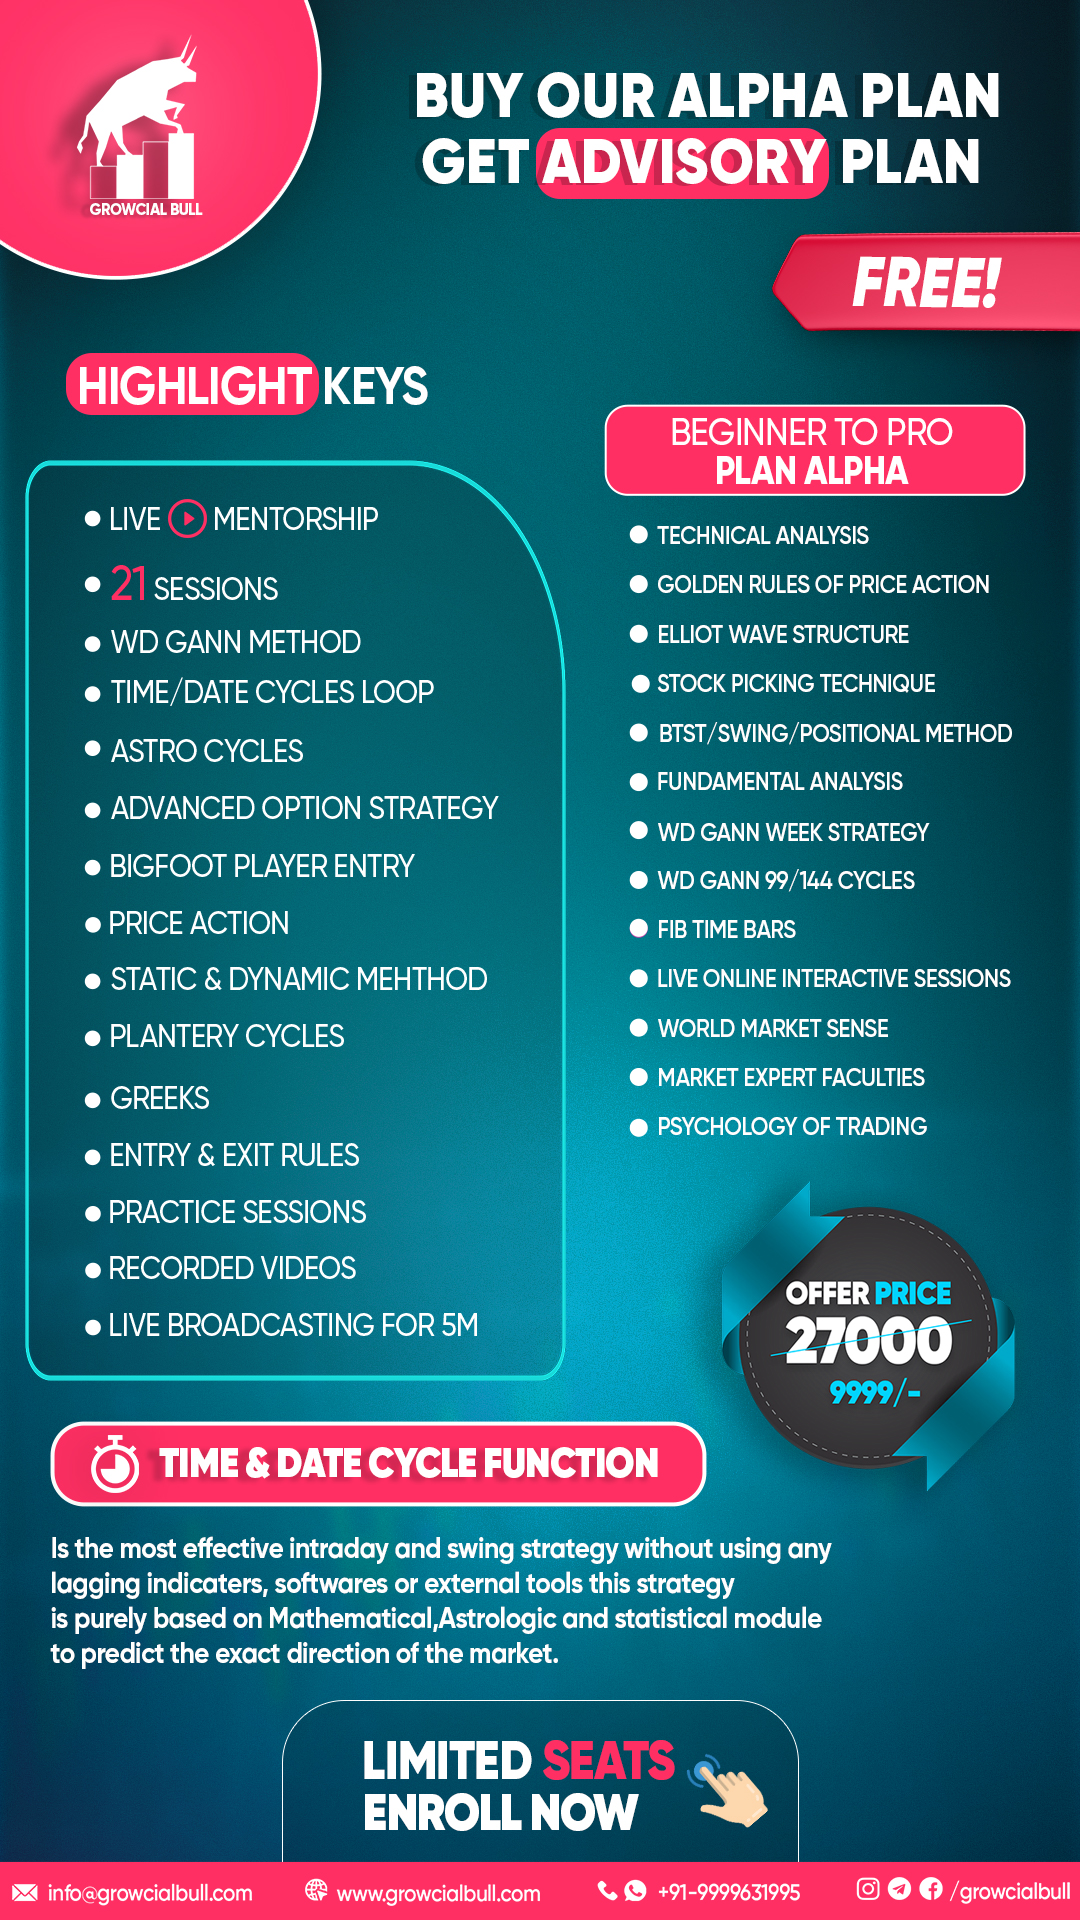 GROWCIAL BULL
BUY OUR ALPHA PLAN
GET ADVISORY PLAN
FREE!
HIGHLIGHT KEYS
LIVE MENTORSHIP
21 SESSIONS
WD GANN METHOD
TIME/DATE CYCLES LOOP
ASTRO CYCLES
ADVANCED OPTION STRATEGY
BIGFOOT PLAYER ENTRY
PRICE ACTION
STATIC & DYNAMIC MEHTHOD
PLANTERY CYCLES
GREEKS
ENTRY & EXIT RULES
PRACTICE SESSIONS
RECORDED VIDEOS
LIVE BROADCASTING FOR 5M
BEGINNER TO PRO
PLAN ALPHA
TECHNICAL ANALYSIS
GOLDEN RULES OF PRICE ACTION
ELLIOT WAVE STRUCTURE
STOCK PICKING TECHNIQUE
BTST/SWING/POSITIONAL METHOD
FUNDAMENTAL ANALYSIS
WD GANN WEEK STRATEGY
WD GANN 99/144 CYCLES
FIB TIME BARS
LIVE ONLINE INTERACTIVE SESSIONS
WORLD MARKET SENSE
MARKET EXPERT FACULTIES
PSYCHOLOGY OF TRADING
OFFER PRICE
27000
9999/-
TIME & DATE CYCLE FUNCTION
Is the most effective intraday and swing strategy without using any
lagging indicaters, softwares or external tools this strategy
is purely based on Mathematical,Astrologic and statistical module
to predict the exact direction of the market.
LIMITED SEATS
ENROLL NOW
info@growcialbull.com
www.growcialbull.com
+91-9999631995
/growcialbull